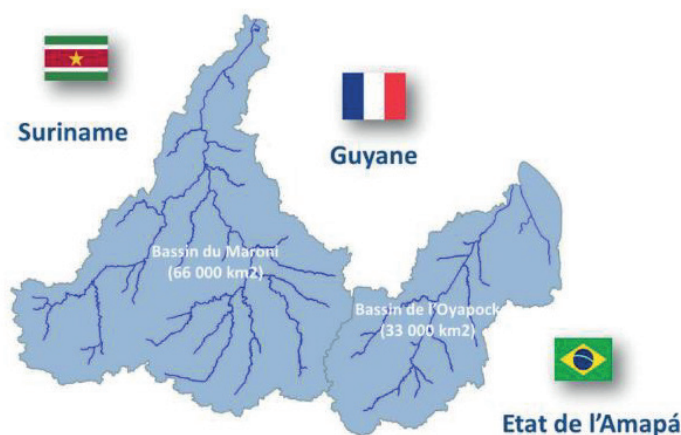 Suriname
Guyane
Bassin du Maroni
(66 000 km2)
Bassin de l'Oyapock
(33 000 km2)
Etat de l'Amapá